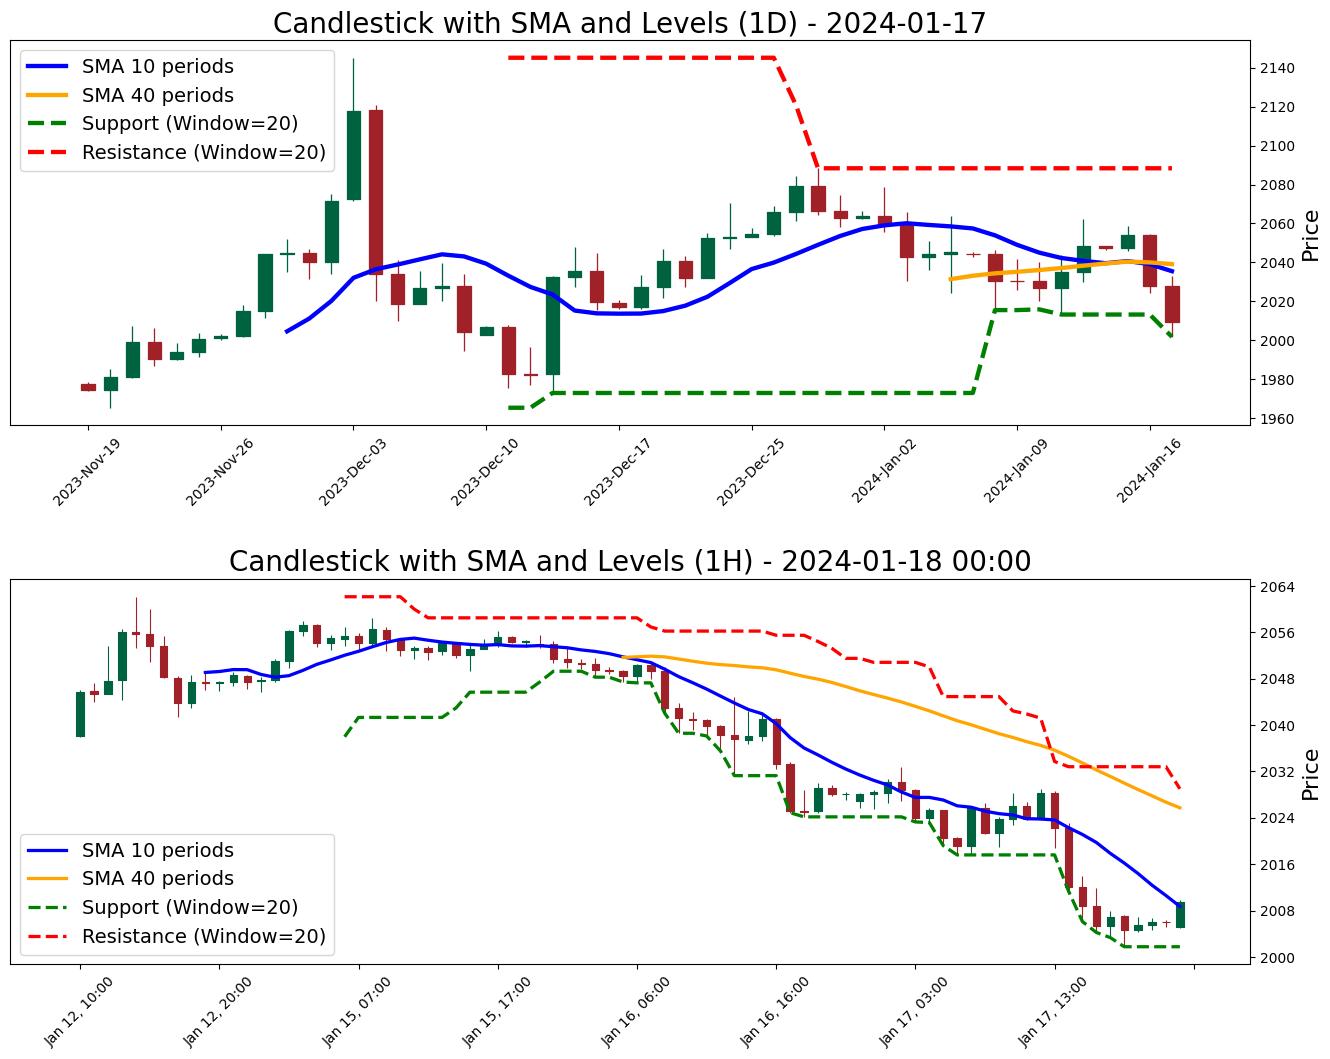 Candlestick with SMA and Levels (1D) - 2024-01-17
SMA 10 periods
SMA 40 periods
Support (Window=20)
Resistance (Window=20)
2140
2120
2100
2080
2060
2040
2020
2000
1980
1960
Price
2023-Nov-19
2023-Nov-26
2023-Dec-03
2023-Dec-10
2023-Dec-17
2023-Dec-25
2024-Jan-02
2024-Jan-09
2024-Jan-16
Candlestick with SMA and Levels (1H) - 2024-01-18 00:00
2064
2056
2048
2040
2032
2024
2016
2008
2000
Price
SMA 10 periods
SMA 40 periods
Support (Window=20)
Resistance (Window=20)
Jan 12, 10:00
Jan 12, 20:00
Jan 15, 07:00
Jan 15, 17:00
Jan 16, 06:00
Jan 16, 16:00
Jan 17, 03:00
Jan 17, 13:00